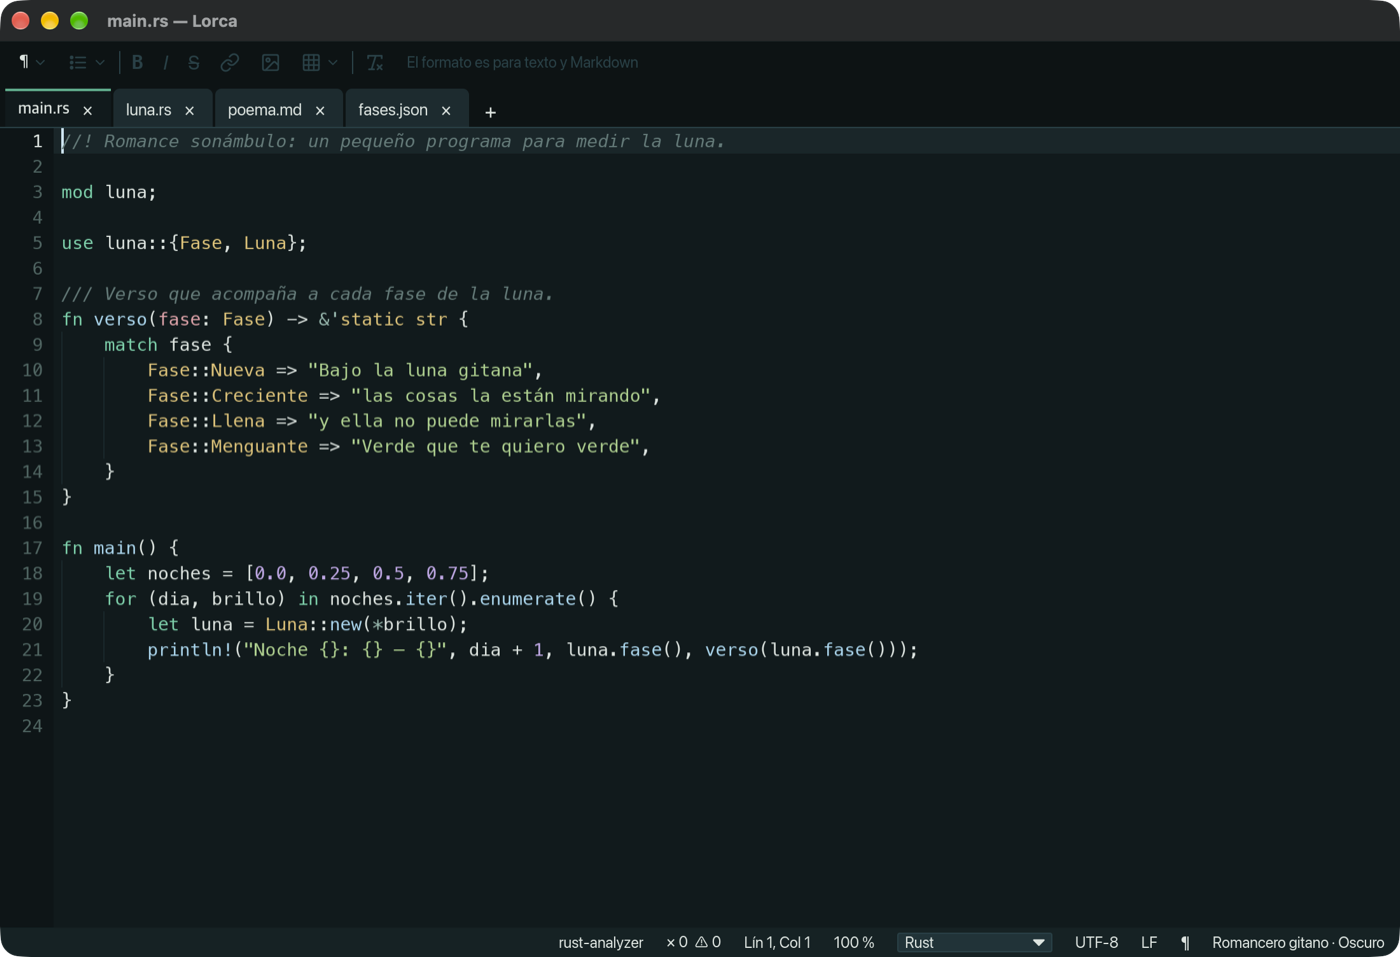 main.rs — Lorca
¶ B I S El formato es para texto y Markdown
main.rs × luna.rs × poema.md × fases.json × +
1 //! Romance sonámbulo: un pequeño programa para medir la luna.
2
3 mod luna;
4
5 use luna::{Fase, Luna};
6
7 /// Verso que acompaña a cada fase de la luna.
8 fn verso(fase: Fase) -> &'static str {
9     match fase {
10         Fase::Nueva => "Bajo la luna gitana",
11         Fase::Creciente => "las cosas la están mirando",
12         Fase::Llena => "y ella no puede mirarlas",
13         Fase::Menguante => "Verde que te quiero verde",
14     }
15 }
16
17 fn main() {
18     let noches = [0.0, 0.25, 0.5, 0.75];
19     for (dia, brillo) in noches.iter().enumerate() {
20         let luna = Luna::new(*brillo);
21         println!("Noche {}: {} — {}", dia + 1, luna.fase(), verso(luna.fase()));
22     }
23 }
24
rust-analyzer × 0 ⚠ 0 Lín 1, Col 1 100 % Rust UTF-8 LF ¶ Romancero gitano · Oscuro